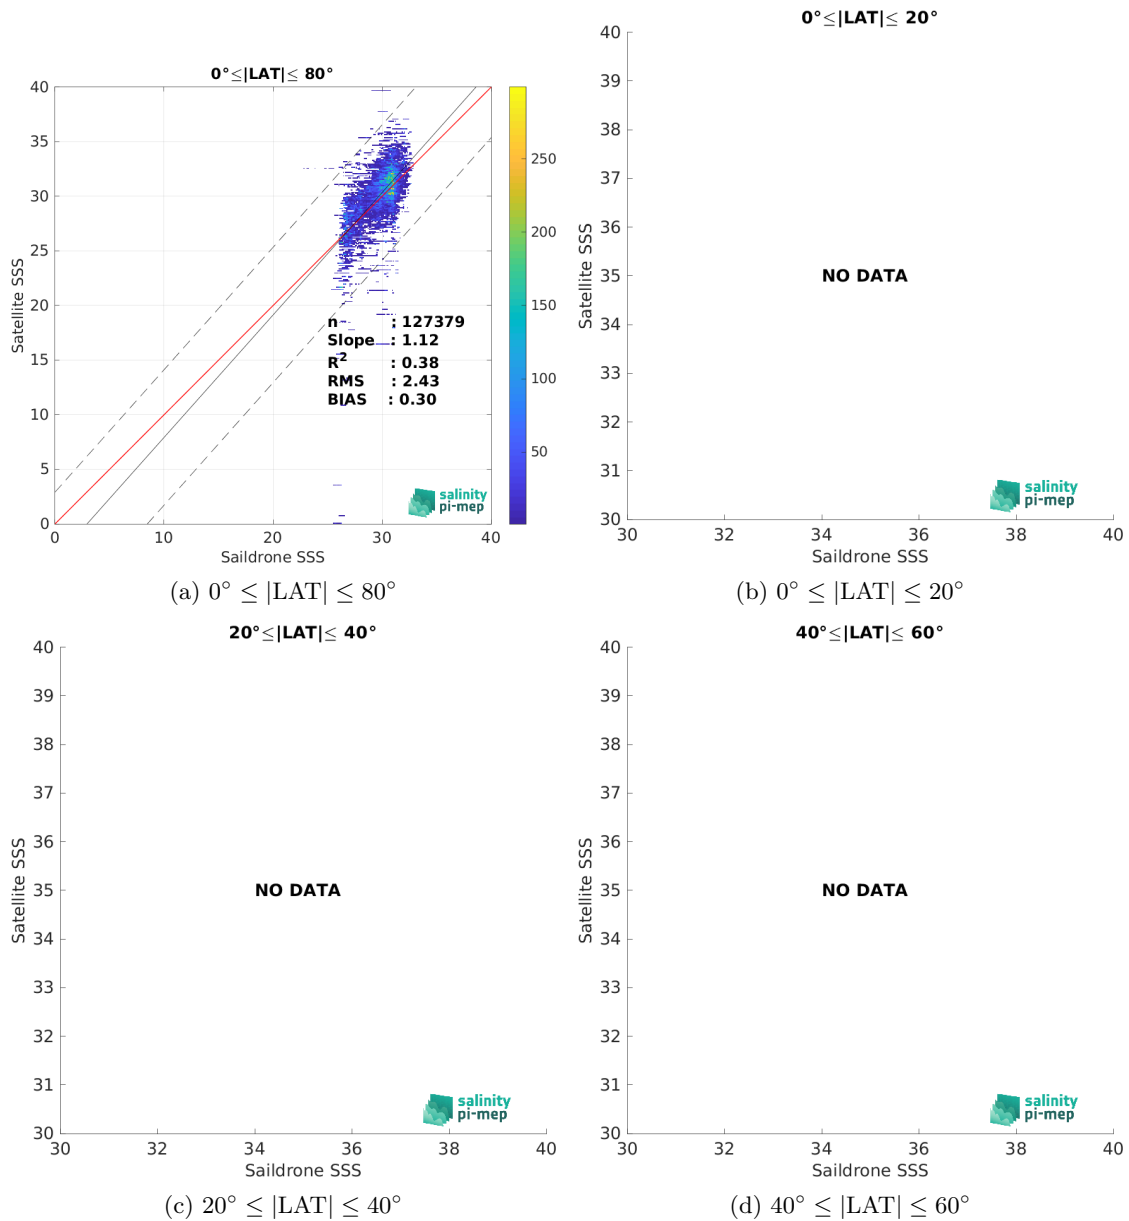 0°≤|LAT|≤ 80°
40
35
30
25
20
15
10
5
0
Satellite SSS
0
10
20
30
40
Saildrone SSS
250
200
150
100
50
n : 127379
Slope : 1.12
R² : 0.38
RMS : 2.43
BIAS : 0.30
salinity
pi-mep
(a) 0° ≤ |LAT| ≤ 80°
0°≤|LAT|≤ 20°
40
39
38
37
36
35
34
33
32
31
30
Satellite SSS
NO DATA
salinity
pi-mep
30
32
34
36
38
40
Saildrone SSS
(b) 0° ≤ |LAT| ≤ 20°
20°≤|LAT|≤ 40°
40
39
38
37
36
35
34
33
32
31
30
Satellite SSS
NO DATA
salinity
pi-mep
30
32
34
36
38
40
Saildrone SSS
(c) 20° ≤ |LAT| ≤ 40°
40°≤|LAT|≤ 60°
40
39
38
37
36
35
34
33
32
31
30
Satellite SSS
NO DATA
salinity
pi-mep
30
32
34
36
38
40
Saildrone SSS
(d) 40° ≤ |LAT| ≤ 60°